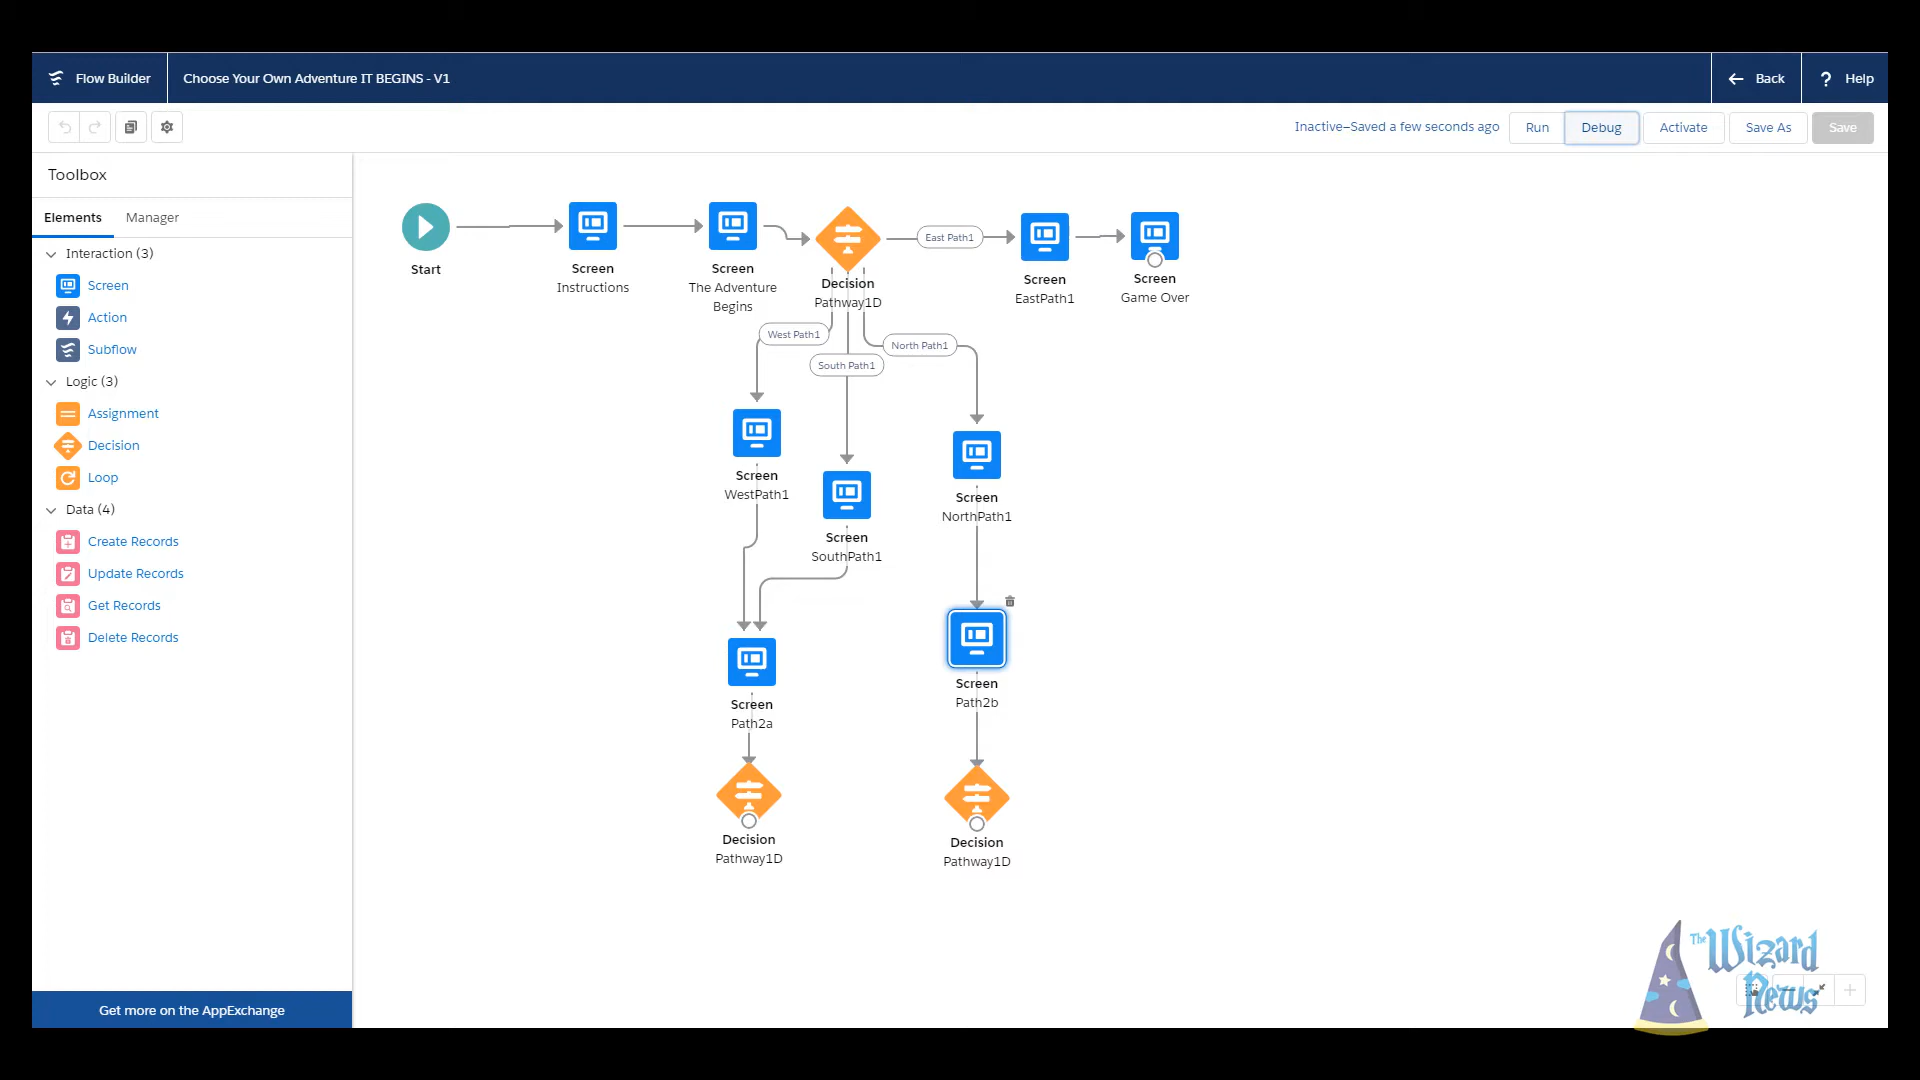 Flow Builder
Choose Your Own Adventure IT BEGINS - V1
Back
? Help
Inactive—Saved a few seconds ago
Run
Debug
Activate
Save As
Save
Toolbox
Elements
Manager
Interaction (3)
Screen
Action
Subflow
Logic (3)
Assignment
Decision
Loop
Data (4)
Create Records
Update Records
Get Records
Delete Records
Get more on the AppExchange
Start
Screen
Instructions
Screen
The Adventure
Begins
Decision
Pathway1D
East Path1
Screen
EastPath1
Screen
Game Over
West Path1
South Path1
North Path1
Screen
WestPath1
Screen
SouthPath1
Screen
NorthPath1
Screen
Path2a
Screen
Path2b
Decision
Pathway1D
Decision
Pathway1D
The Wizard
News